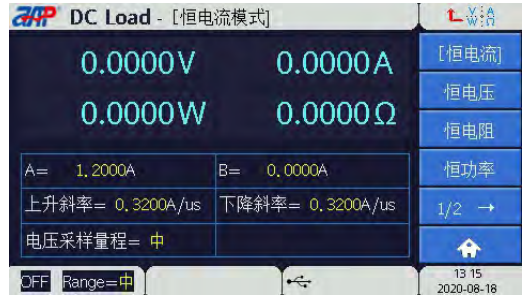 ZAP DC Load - [恒电流模式]
V A
W Ω
0.0000V 0.0000A
0.0000W 0.0000Ω
A= 1.2000A B= 0.0000A
上升斜率= 0.3200A/us 下降斜率= 0.3200A/us
电压采样量程= 中
[恒电流]
恒电压
恒电阻
恒功率
1/2 →
OFF Range=中
13 15
2020-08-18